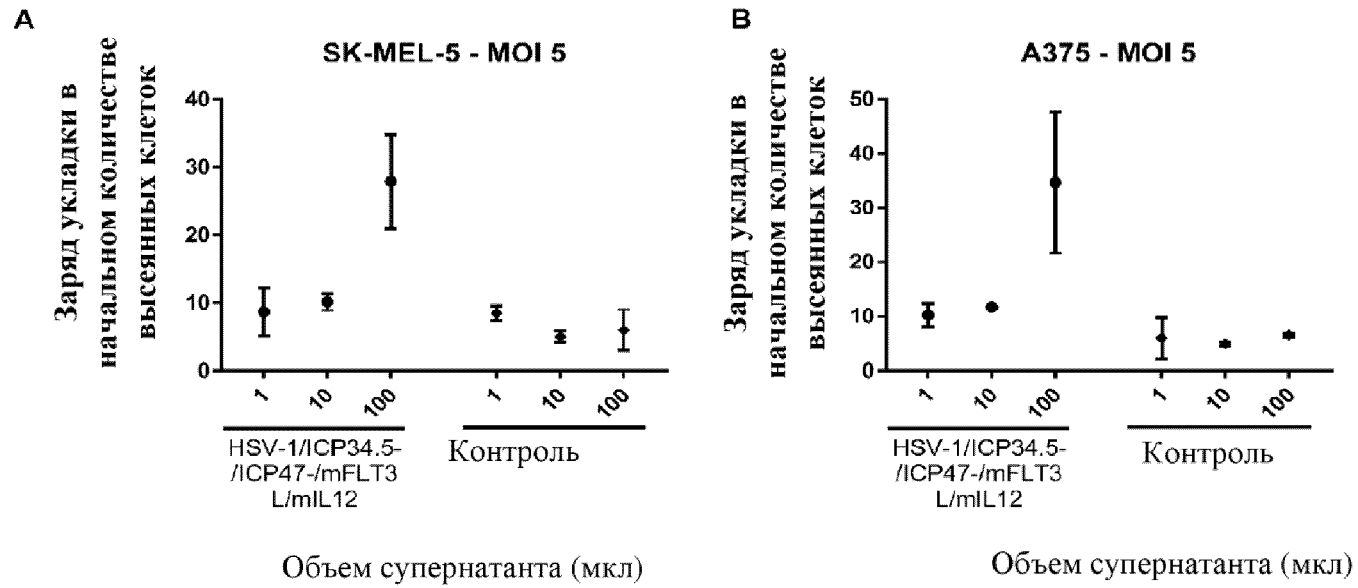 A
SK-MEL-5 - MOI 5
Заряд укладки в
начальном количестве
высеянных клеток
40
30
20
10
0
1
10
100
1
10
100
HSV-1/ICP34.5-
/ICP47-/mFLT3
L/mIL12
Контроль
Объем супернатанта (мкл)
B
A375 - MOI 5
Заряд укладки в
начальном количестве
высеянных клеток
50
40
30
20
10
0
1
10
100
1
10
100
HSV-1/ICP34.5-
/ICP47-/mFLT3
L/mIL12
Контроль
Объем супернатанта (мкл)